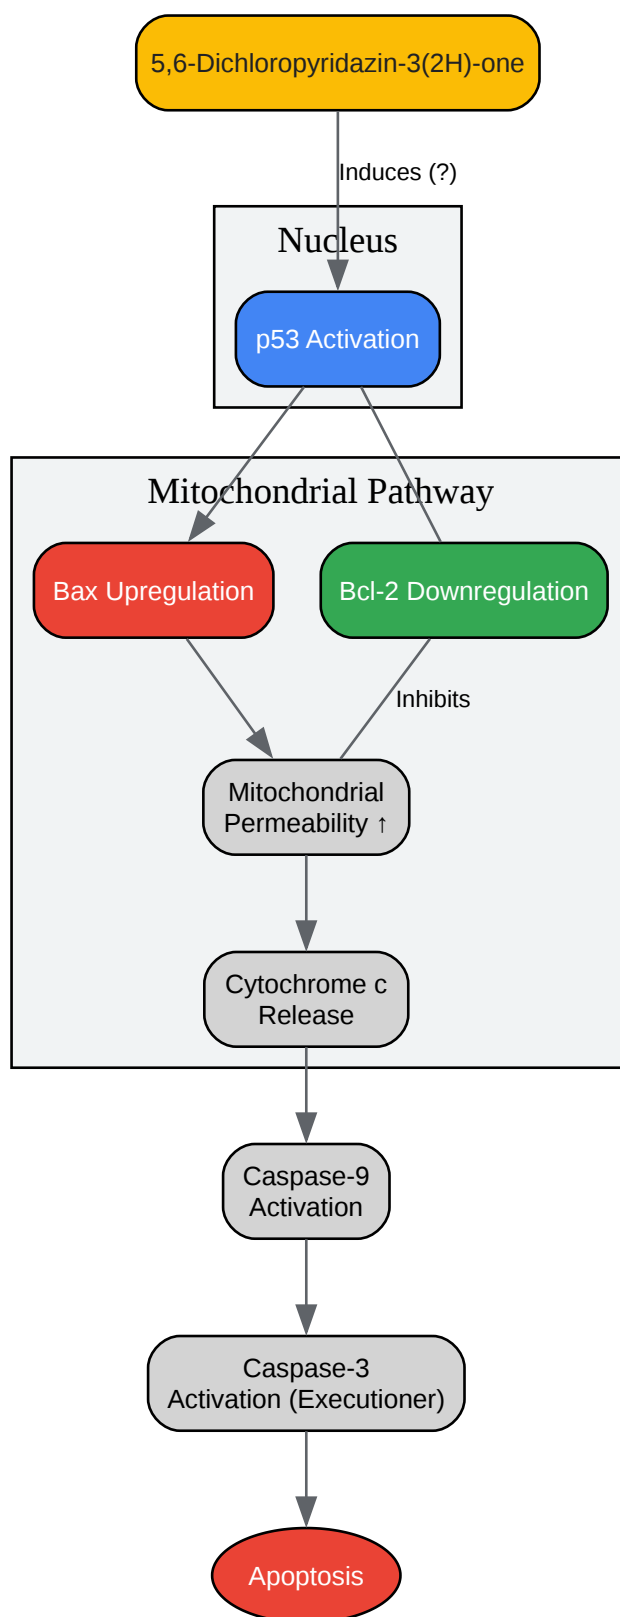 5,6-Dichloropyridazin-3(2H)-one
Induces (?)
Nucleus
p53 Activation
Mitochondrial Pathway
Bax Upregulation
Bcl-2 Downregulation
Inhibits
Mitochondrial
Permeability ↑
Cytochrome c
Release
Caspase-9
Activation
Caspase-3
Activation (Executioner)
Apoptosis